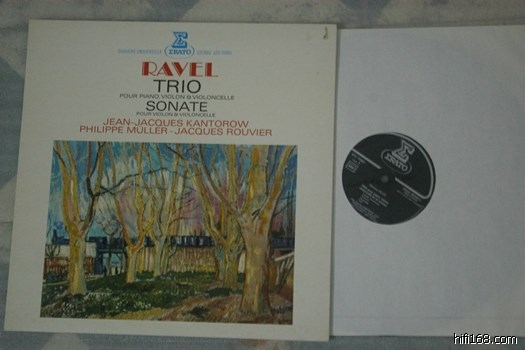 ERATO
RAVEL
TRIO
POUR PIANO, VIOLON & VIOLONCELLE
SONATE
POUR VIOLON & VIOLONCELLE
JEAN-JACQUES KANTOROW
PHILIPPE MULLER - JACQUES ROUVIER
ERATO
hifi168.com